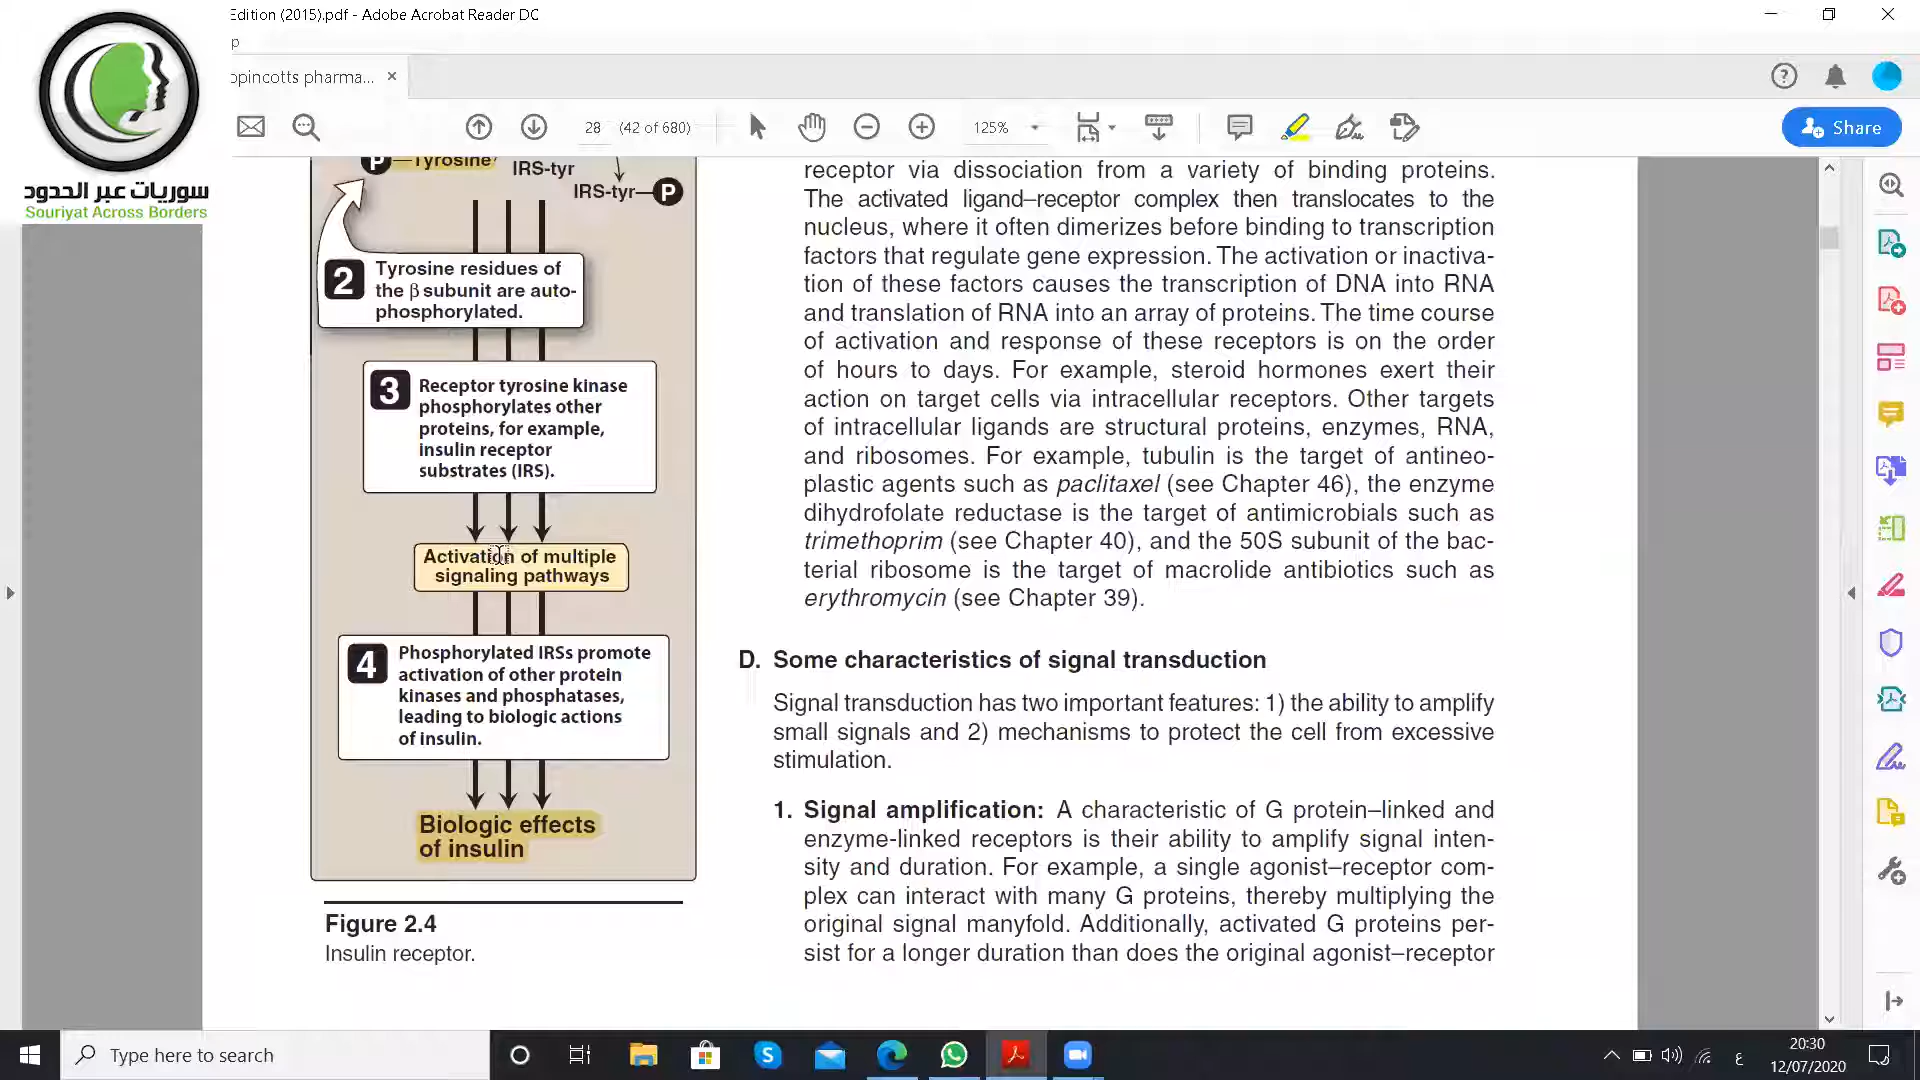 Edition (2015).pdf - Adobe Acrobat Reader DC
p
opincotts pharma...
28 (42 of 680)
125%
Share
سوريات عبر الحدود
Souriyat Across Borders
P—Tyrosine
IRS-tyr
IRS-tyr—P
2 Tyrosine residues of
the β subunit are auto-
phosphorylated.
3 Receptor tyrosine kinase
phosphorylates other
proteins, for example,
insulin receptor
substrates (IRS).
Activation of multiple
signaling pathways
4 Phosphorylated IRSs promote
activation of other protein
kinases and phosphatases,
leading to biologic actions
of insulin.
Biologic effects
of insulin
Figure 2.4
Insulin receptor.
receptor via dissociation from a variety of binding proteins.
The activated ligand–receptor complex then translocates to the
nucleus, where it often dimerizes before binding to transcription
factors that regulate gene expression. The activation or inactiva-
tion of these factors causes the transcription of DNA into RNA
and translation of RNA into an array of proteins. The time course
of activation and response of these receptors is on the order
of hours to days. For example, steroid hormones exert their
action on target cells via intracellular receptors. Other targets
of intracellular ligands are structural proteins, enzymes, RNA,
and ribosomes. For example, tubulin is the target of antineo-
plastic agents such as paclitaxel (see Chapter 46), the enzyme
dihydrofolate reductase is the target of antimicrobials such as
trimethoprim (see Chapter 40), and the 50S subunit of the bac-
terial ribosome is the target of macrolide antibiotics such as
erythromycin (see Chapter 39).
D. Some characteristics of signal transduction
Signal transduction has two important features: 1) the ability to amplify
small signals and 2) mechanisms to protect the cell from excessive
stimulation.
1. Signal amplification: A characteristic of G protein–linked and
enzyme-linked receptors is their ability to amplify signal inten-
sity and duration. For example, a single agonist–receptor com-
plex can interact with many G proteins, thereby multiplying the
original signal manyfold. Additionally, activated G proteins per-
sist for a longer duration than does the original agonist–receptor
Type here to search
ع
20:30
12/07/2020